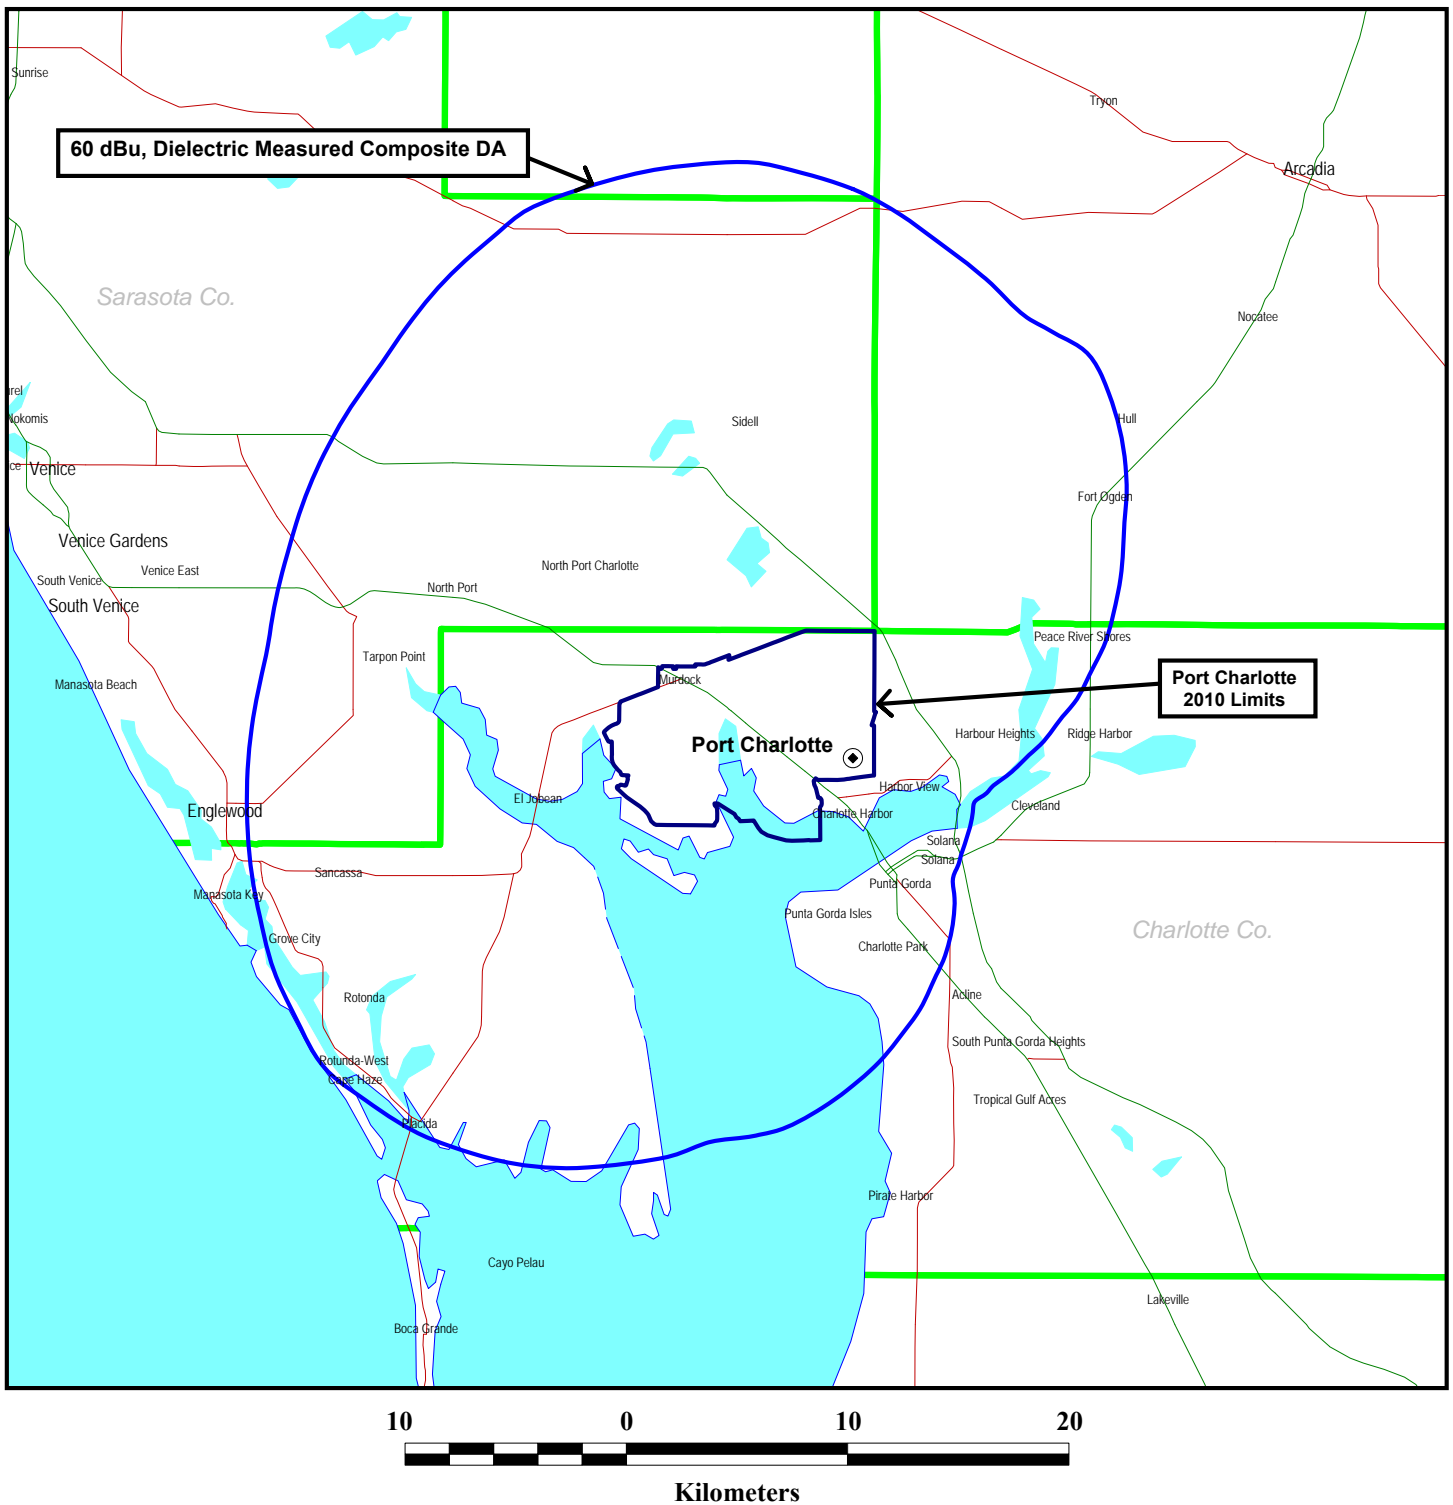 Sunrise
Tryon
60 dBu, Dielectric Measured Composite DA
Arcadia
Sarasota Co.
Nocatee
Nokomis
Sidell
Hull
Venice
Fort Ogden
Venice Gardens
North Port Charlotte
Venice East
South Venice
North Port
South Venice
Peace River Shores
Tarpon Point
Murdock
Manasota Beach
Port Charlotte
2010 Limits
Harbour Heights
Ridge Harbor
Port Charlotte
Harbor View
El Jobean
Cleveland
Englewood
Charlotte Harbor
Solana
Solana
Sancassa
Punta Gorda
Manasota Key
Punta Gorda Isles
Charlotte Co.
Grove City
Charlotte Park
Rotonda
Acline
South Punta Gorda Heights
Rotunda-West
Cape Haze
Tropical Gulf Acres
Placida
Pirate Harbor
Cayo Pelau
Lakeville
Boca Grande
10 0 10 20
Kilometers